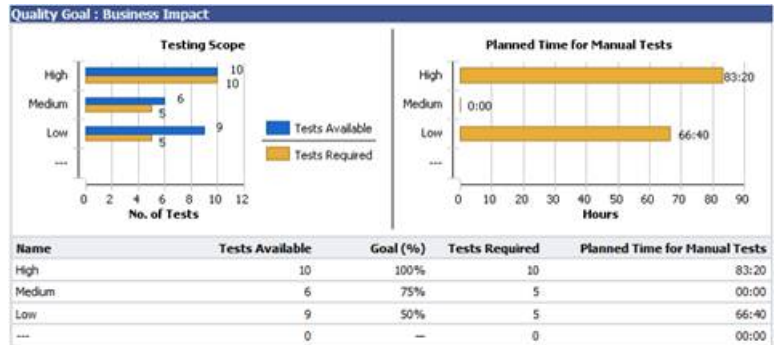 Quality Goal : Business Impact
Testing Scope
High
10
10
Medium
6
5
Low
9
5
---
0 2 4 6 8 10 12
No. of Tests
Tests Available
Tests Required
Planned Time for Manual Tests
High
83:20
Medium
0:00
Low
66:40
---
0 10 20 30 40 50 60 70 80 90
Hours
Name Tests Available Goal (%) Tests Required Planned Time for Manual Tests
High 10 100% 10 83:20
Medium 6 75% 5 00:00
Low 9 50% 5 66:40
--- 0 — 0 00:00